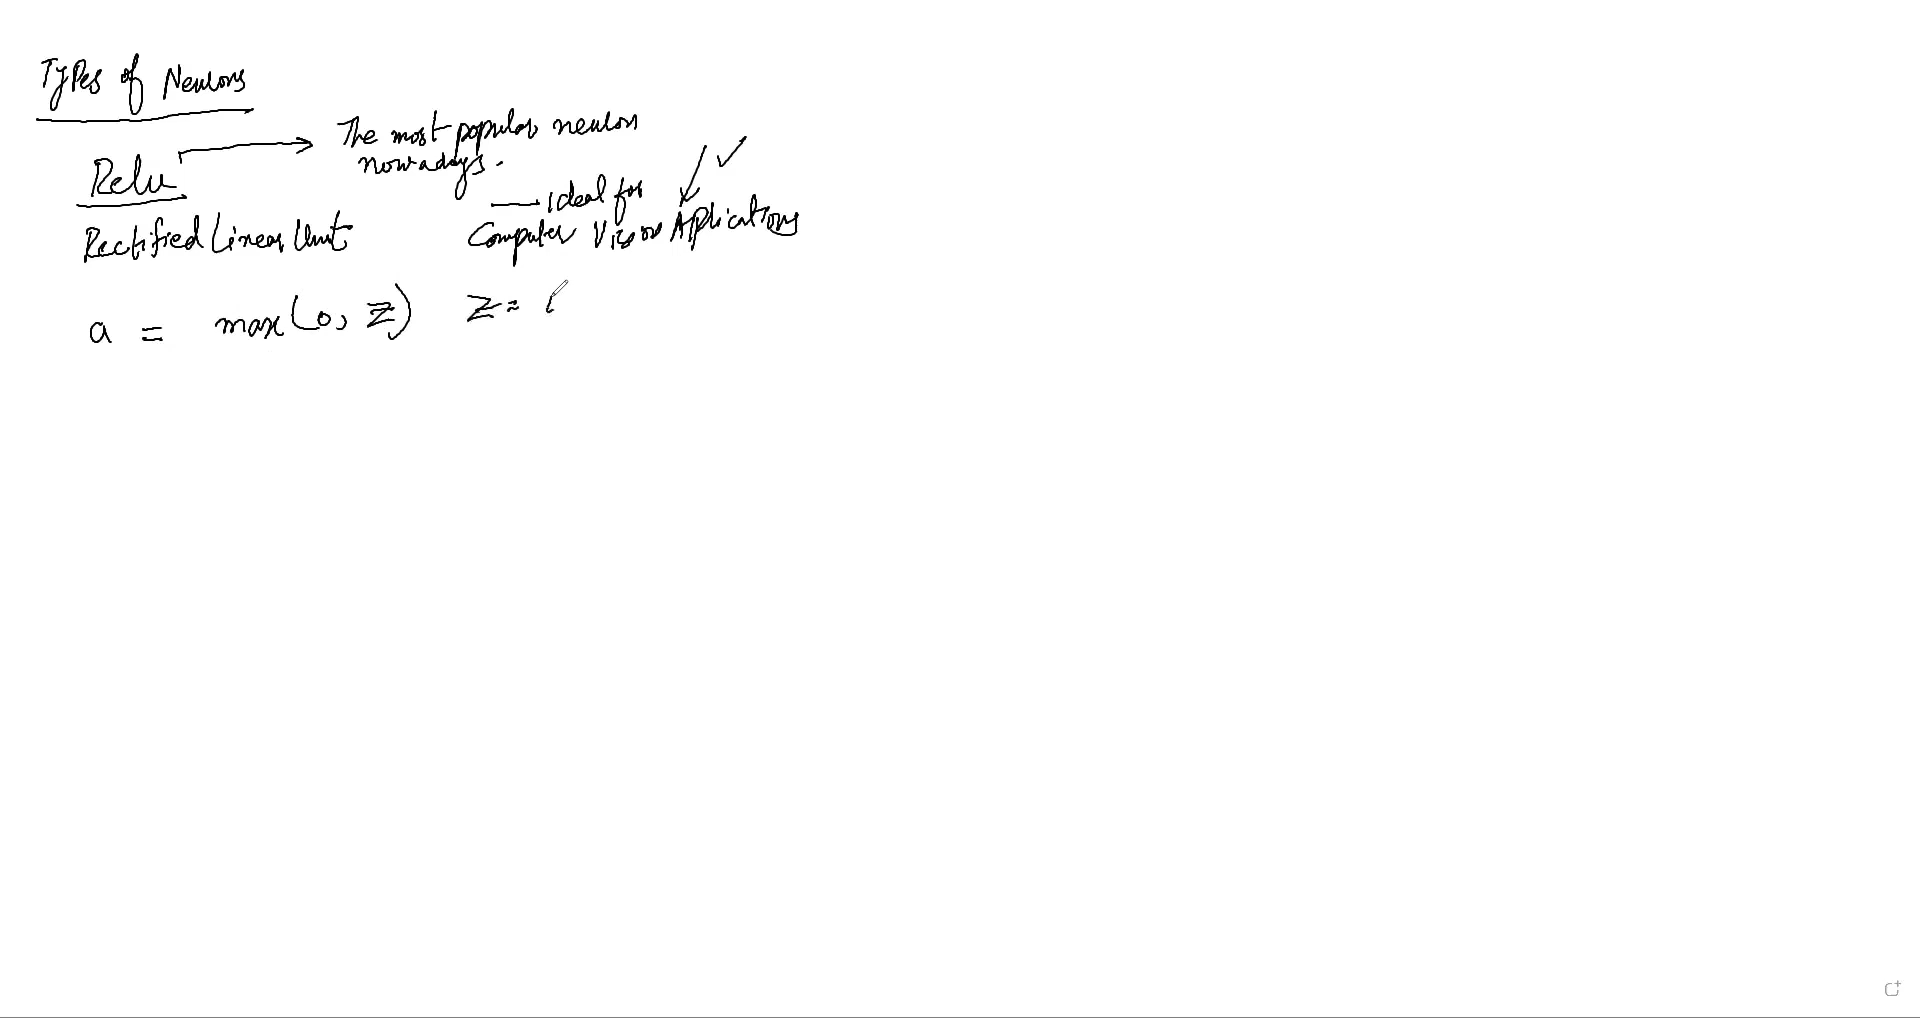 Types of Neurons
Relu
The most popular neuron
nowadays.
Ideal for
Computer Vision Applications
Rectified Linear Unit
a = max(0, z) z =